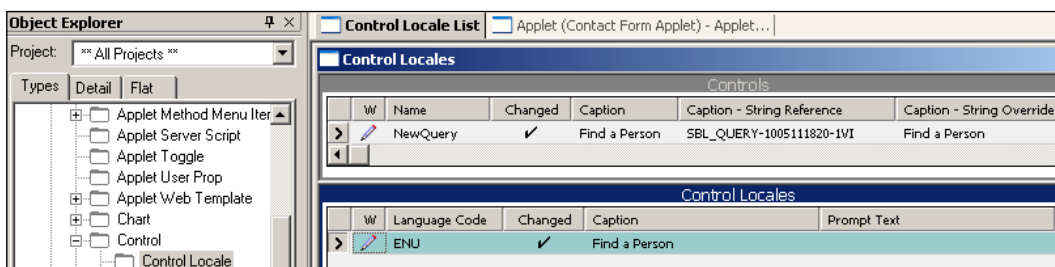 Object Explorer
Project: ** All Projects **
Types Detail Flat
Applet Method Menu Iter
Applet Server Script
Applet Toggle
Applet User Prop
Applet Web Template
Chart
Control
Control Locale
Control Locale List Applet (Contact Form Applet) - Applet...
Control Locales
Controls
W Name Changed Caption Caption - String Reference Caption - String Override
NewQuery Find a Person SBL_QUERY-1005111820-1VI Find a Person
Control Locales
W Language Code Changed Caption Prompt Text
ENU Find a Person